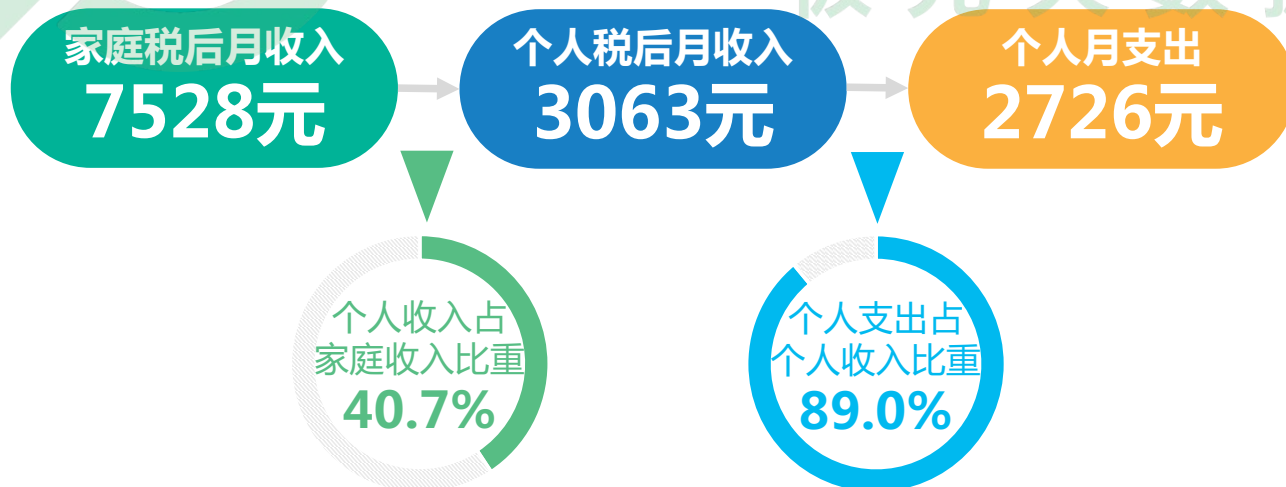 家庭税后月收入
7528元
个人税后月收入
3063元
个人月支出
2726元
个人收入占
家庭收入比重
40.7%
个人支出占
个人收入比重
89.0%